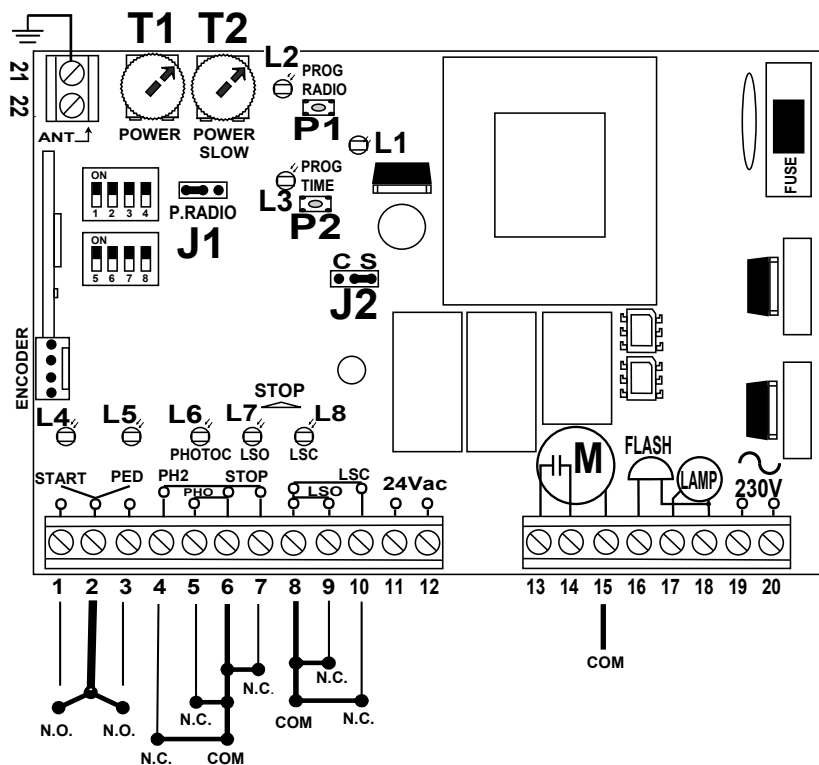 T1 T2
L2
PROG
RADIO
P1
21
22
ANT.
POWER
POWER
SLOW
L1
FUSE
PROG
TIME
L3
P2
ON
1 2 3 4
P.RADIO
J1
ON
5 6 7 8
C S
J2
ENCODER
STOP
L4 L5 L6 L7 L8
PHOTOC LSO LSC
START PED PH2 PHO STOP LSO LSC 24Vac
M FLASH LAMP 230V
1 2 3 4 5 6 7 8 9 10 11 12 13 14 15 16 17 18 19 20
COM
N.C. N.C.
N.C. COM N.C.
N.O. N.O.
N.C. COM